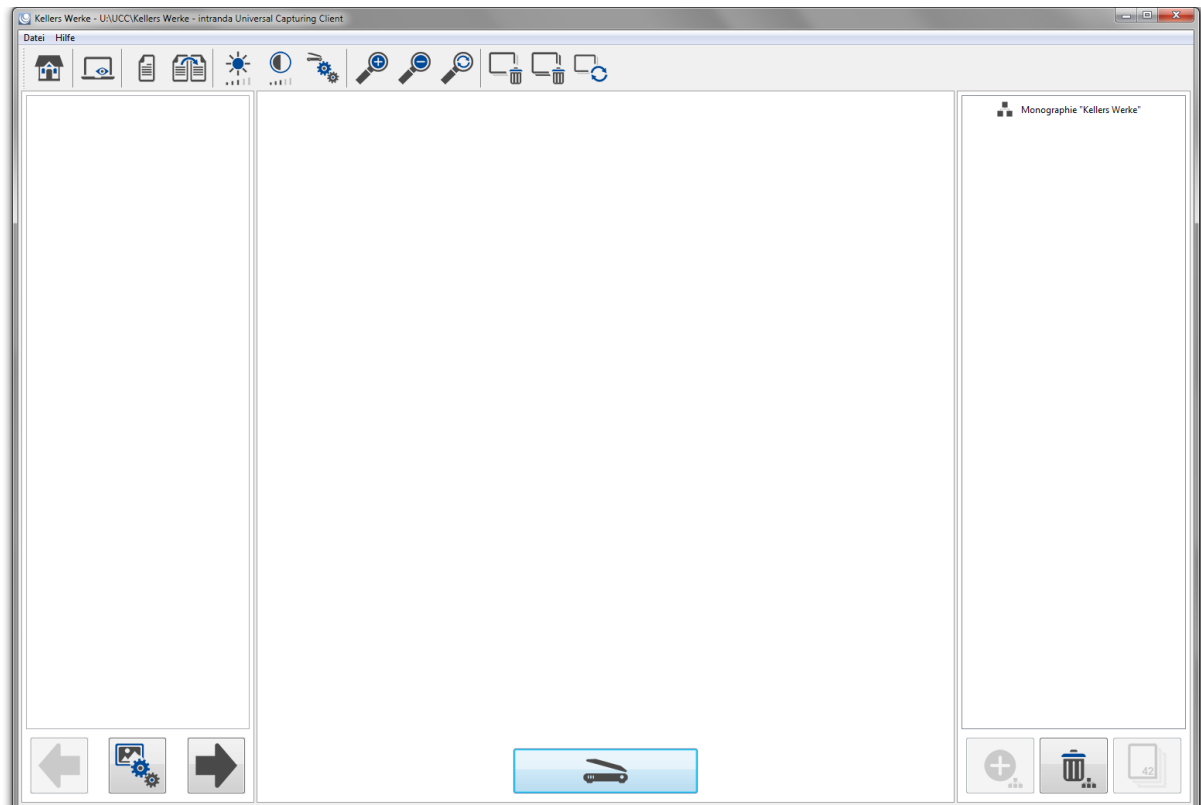 Kellers Werke - U:\UCC\Kellers Werke - intranda Universal Capturing Client
Datei Hilfe
Monographie "Kellers Werke"
42